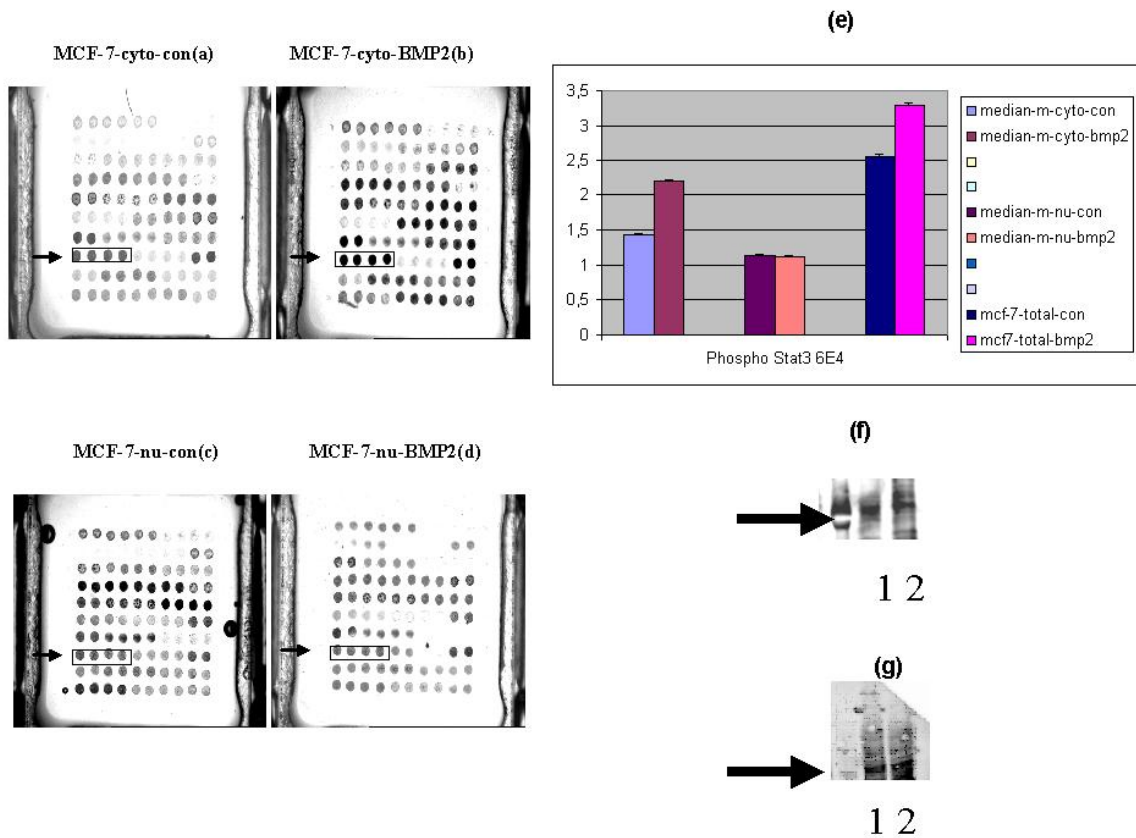 (e)
MCF-7-cyto-con(a)
MCF-7-cyto-BMP2(b)
3,5
3
2,5
2
1,5
1
0,5
0
Phospho Stat3 6E4
median-m-cyto-con
median-m-cyto-bmp2
median-m-nu-con
median-m-nu-bmp2
mcf-7-total-con
mcf7-total-bmp2
MCF-7-nu-con(c)
MCF-7-nu-BMP2(d)
(f)
1 2
(g)
1 2